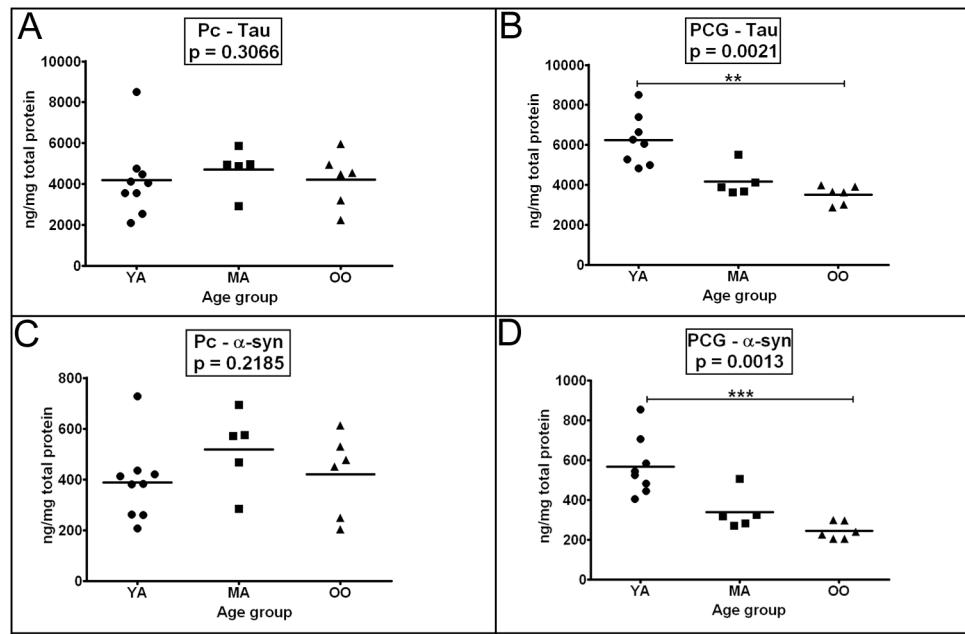 A
Pc - Tau
p = 0.3066
ng/mg total protein
10000
8000
6000
4000
2000
0
YA MA OO
Age group
B
PCG - Tau
p = 0.0021
**
ng/mg total protein
10000
8000
6000
4000
2000
0
YA MA OO
Age group
C
Pc - α-syn
p = 0.2185
ng/mg total protein
800
600
400
200
0
YA MA OO
Age group
D
PCG - α-syn
p = 0.0013
***
ng/mg total protein
1000
800
600
400
200
0
YA MA OO
Age group